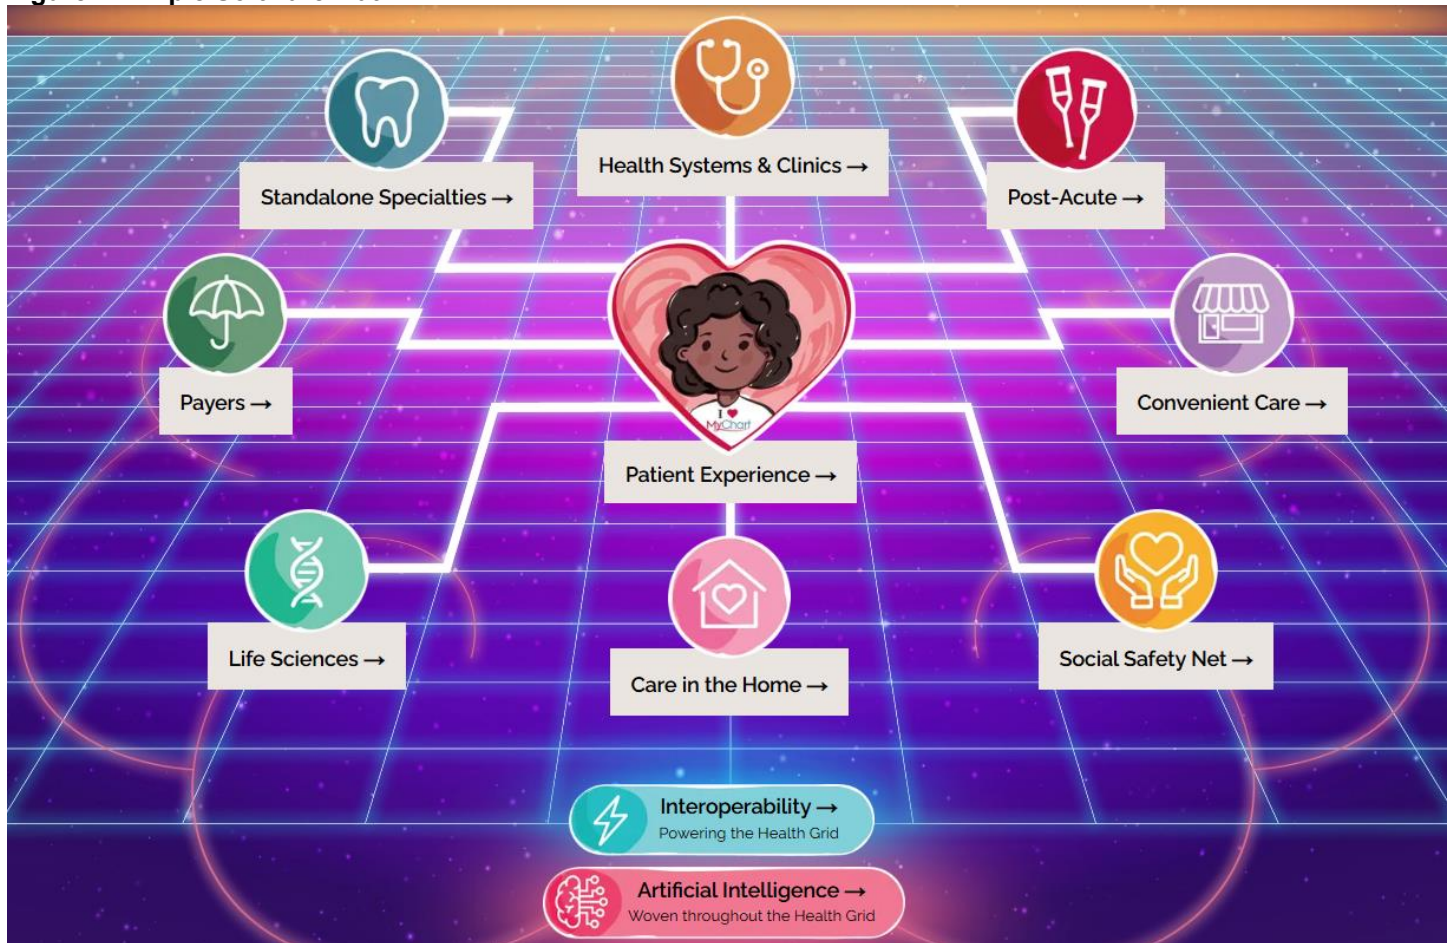 Health Systems & Clinics →
Standalone Specialties →
Post-Acute →
Payers →
Convenient Care →
I ♥
MyChart
Patient Experience →
Life Sciences →
Social Safety Net →
Care in the Home →
Interoperability →
Powering the Health Grid
Artificial Intelligence →
Woven throughout the Health Grid